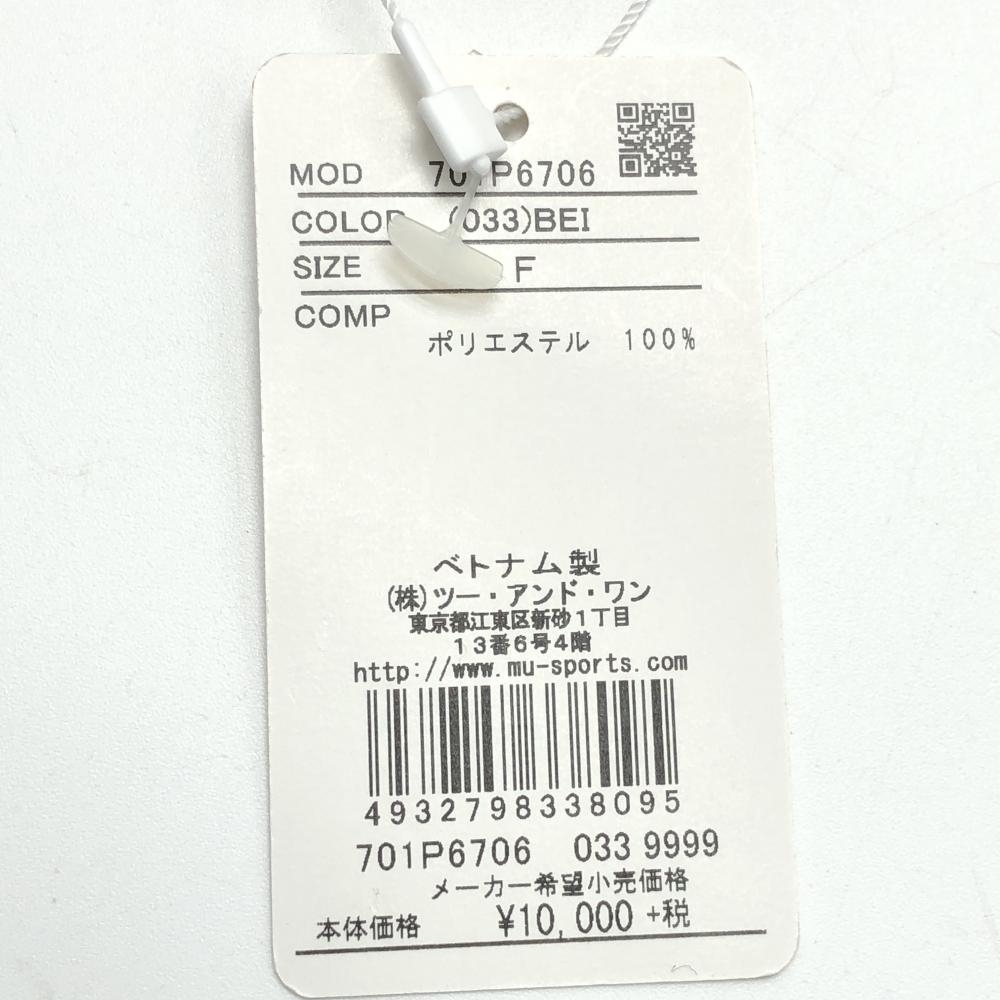 MOD 701P6706
COLOR (033)BEI
SIZE F
COMP
ポリエステル 100%
ベトナム製
(株)ツー・アンド・ワン
東京都江東区新砂1丁目
13番6号4階
http://www.mu-sports.com
4932798338095
701P6706 033 9999
メーカー希望小売価格
本体価格 ¥10,000 +税